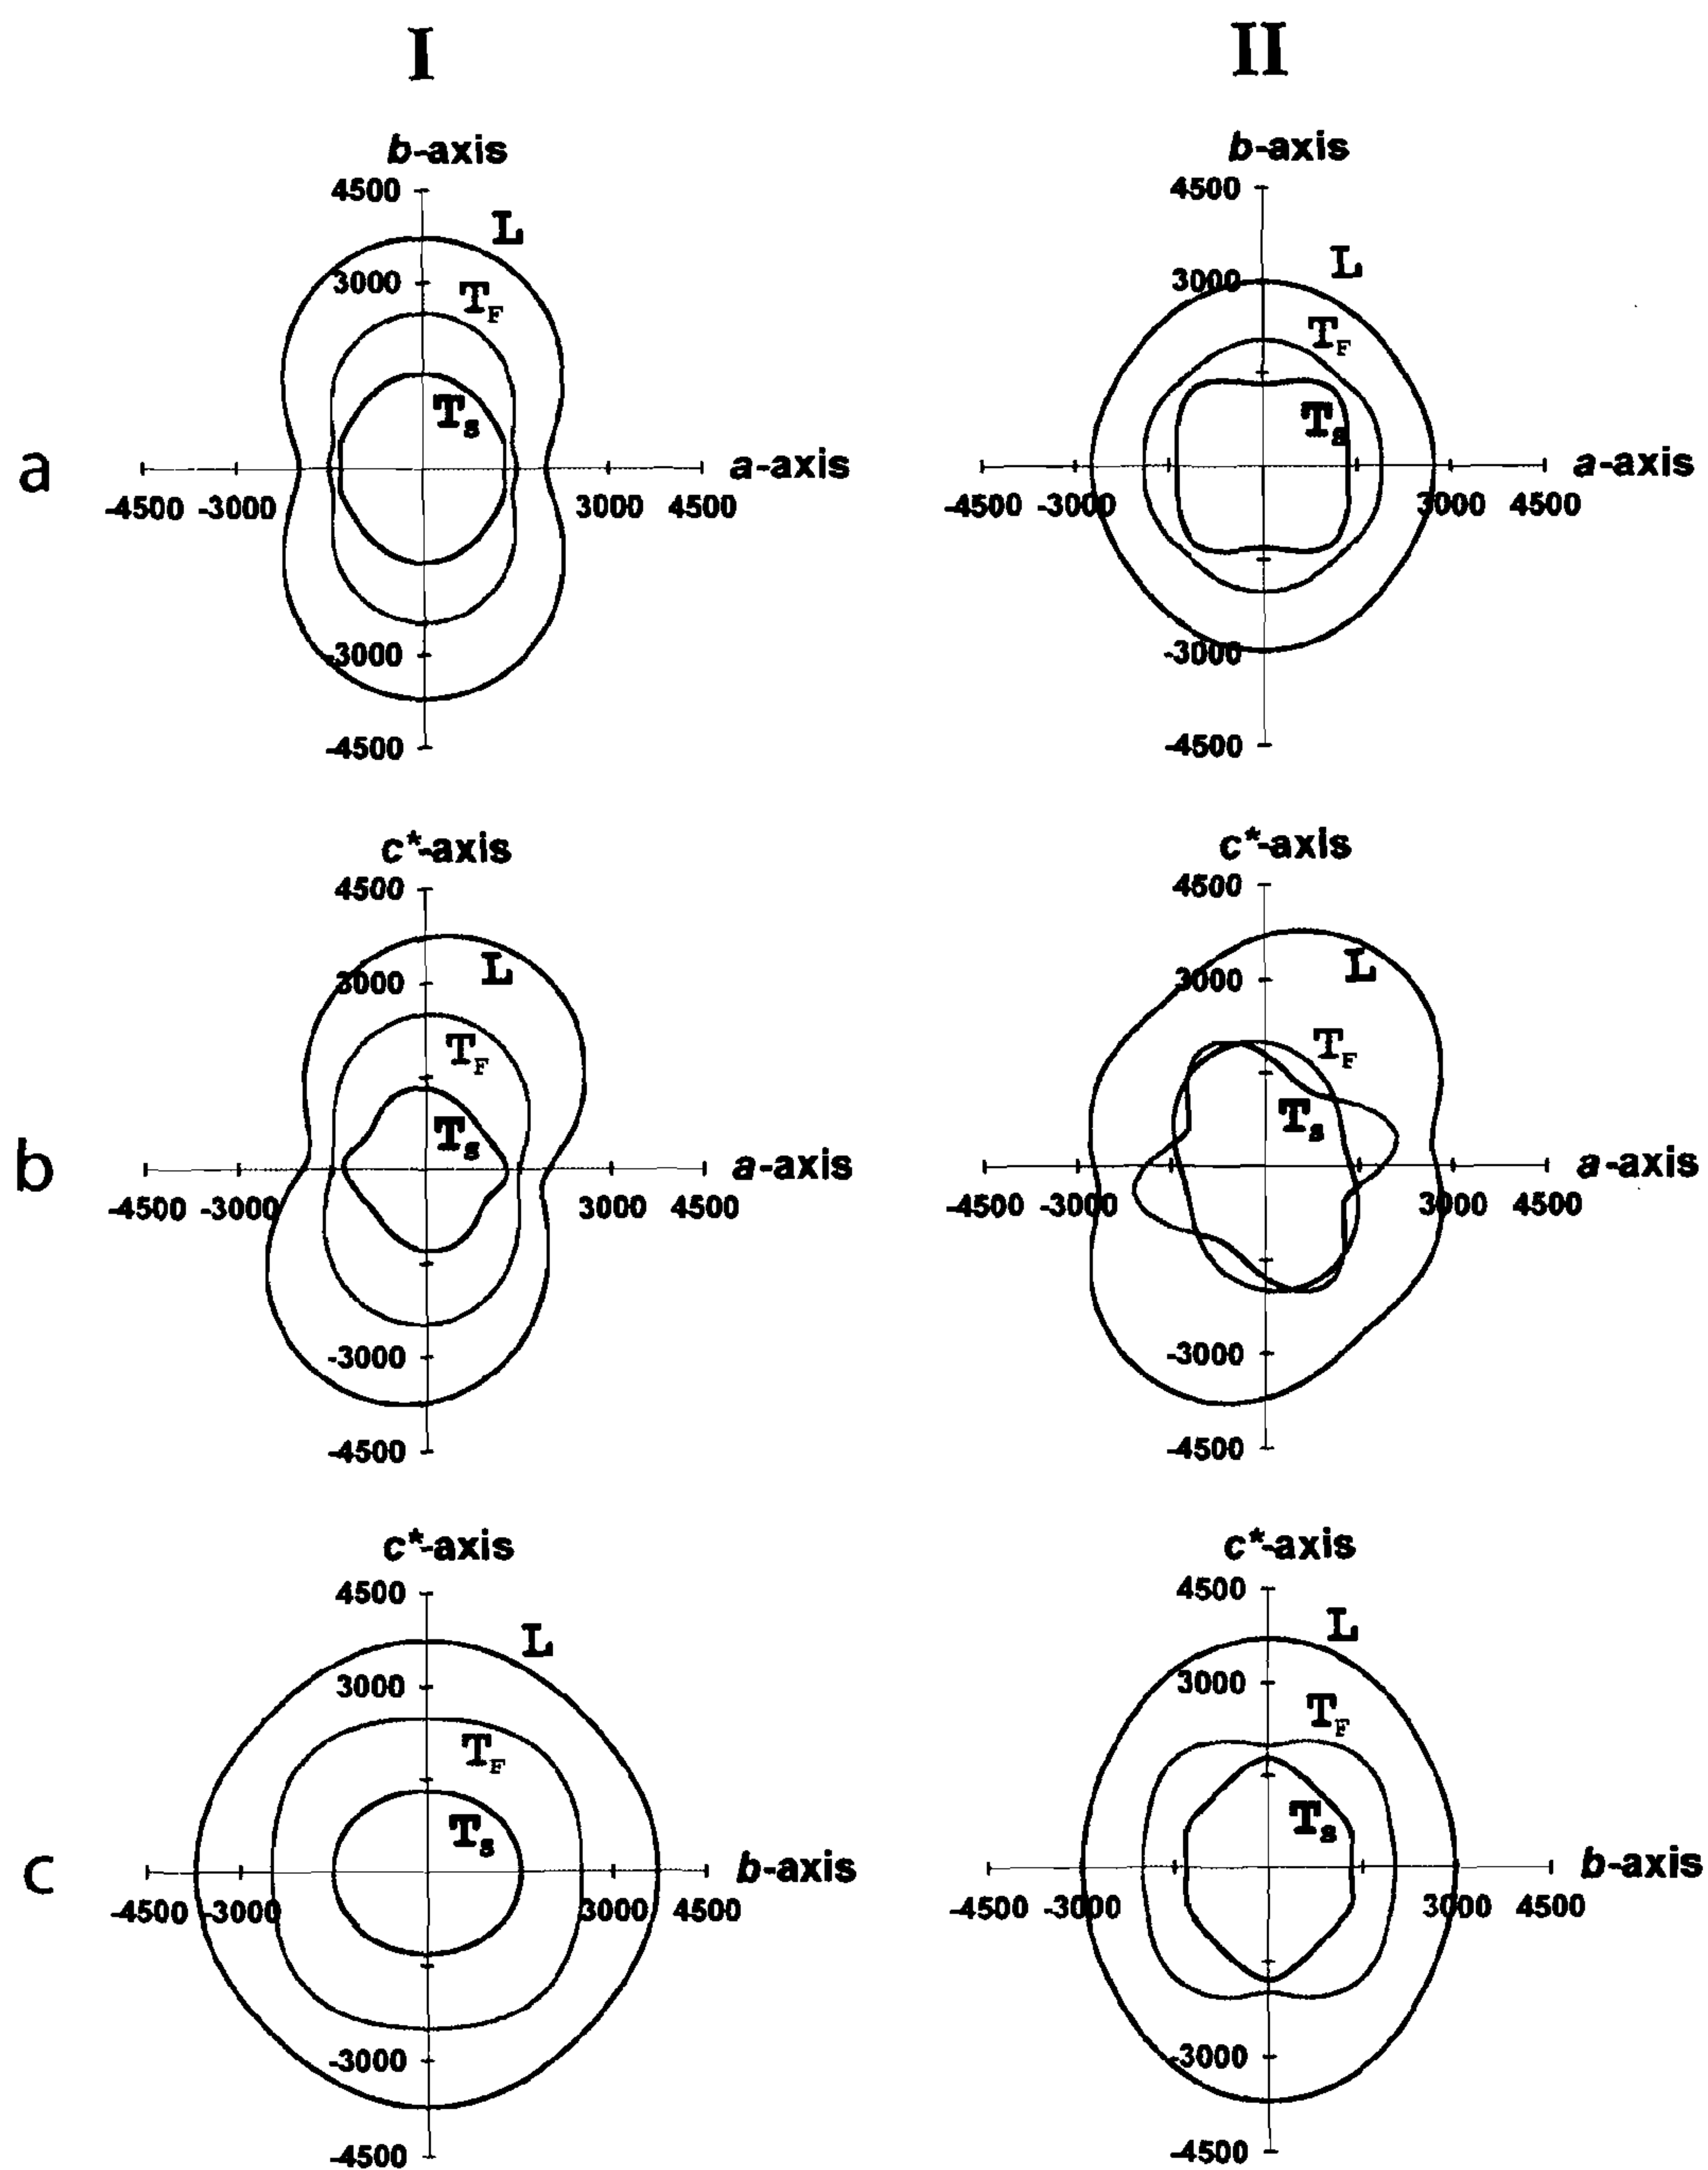 I II
b-axis b-axis
4500 4500
L L
3000 3000
T_F T_F
T_s T_s
a a-axis a-axis
-4500 -3000 3000 4500 -4500 -3000 3000 4500
-3000 -3000
-4500 -4500
c*-axis c*-axis
4500 4500
L L
3000 3000
T_F T_F
T_s T_s
b a-axis a-axis
-4500 -3000 3000 4500 -4500 -3000 3000 4500
-3000 -3000
-4500 -4500
c*-axis c*-axis
4500 4500
L L
3000 3000
T_F T_F
T_s T_s
c b-axis b-axis
-4500 -3000 3000 4500 -4500 -3000 3000 4500
-3000 -3000
-4500 -4500